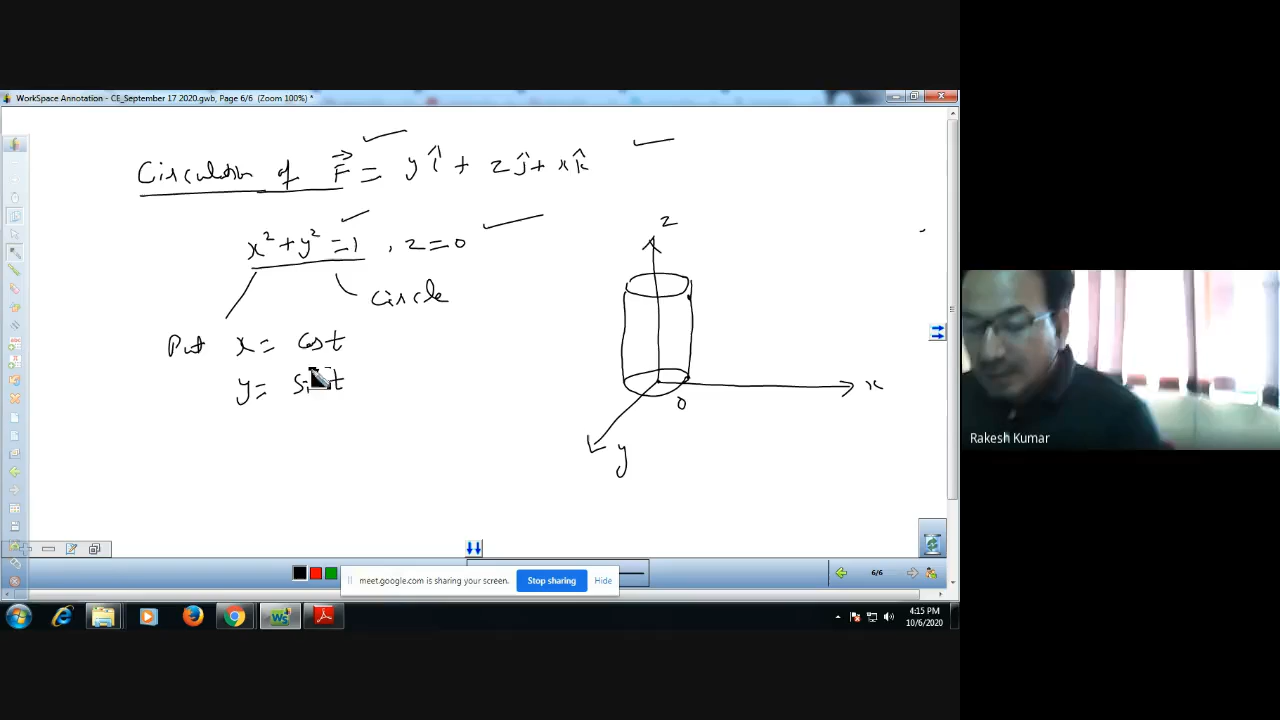 WorkSpace Annotation - CE_September 17 2020.gwb, Page 6/6 (Zoom 100%) *
Circulation of F⃗ = y î + z ĵ + x k̂
x² + y² = 1 , z = 0
circle
Put x = cos t
y = sin t
z
x
0
y
Rakesh Kumar
6/6
meet.google.com is sharing your screen. Stop sharing Hide
4:15 PM
10/6/2020